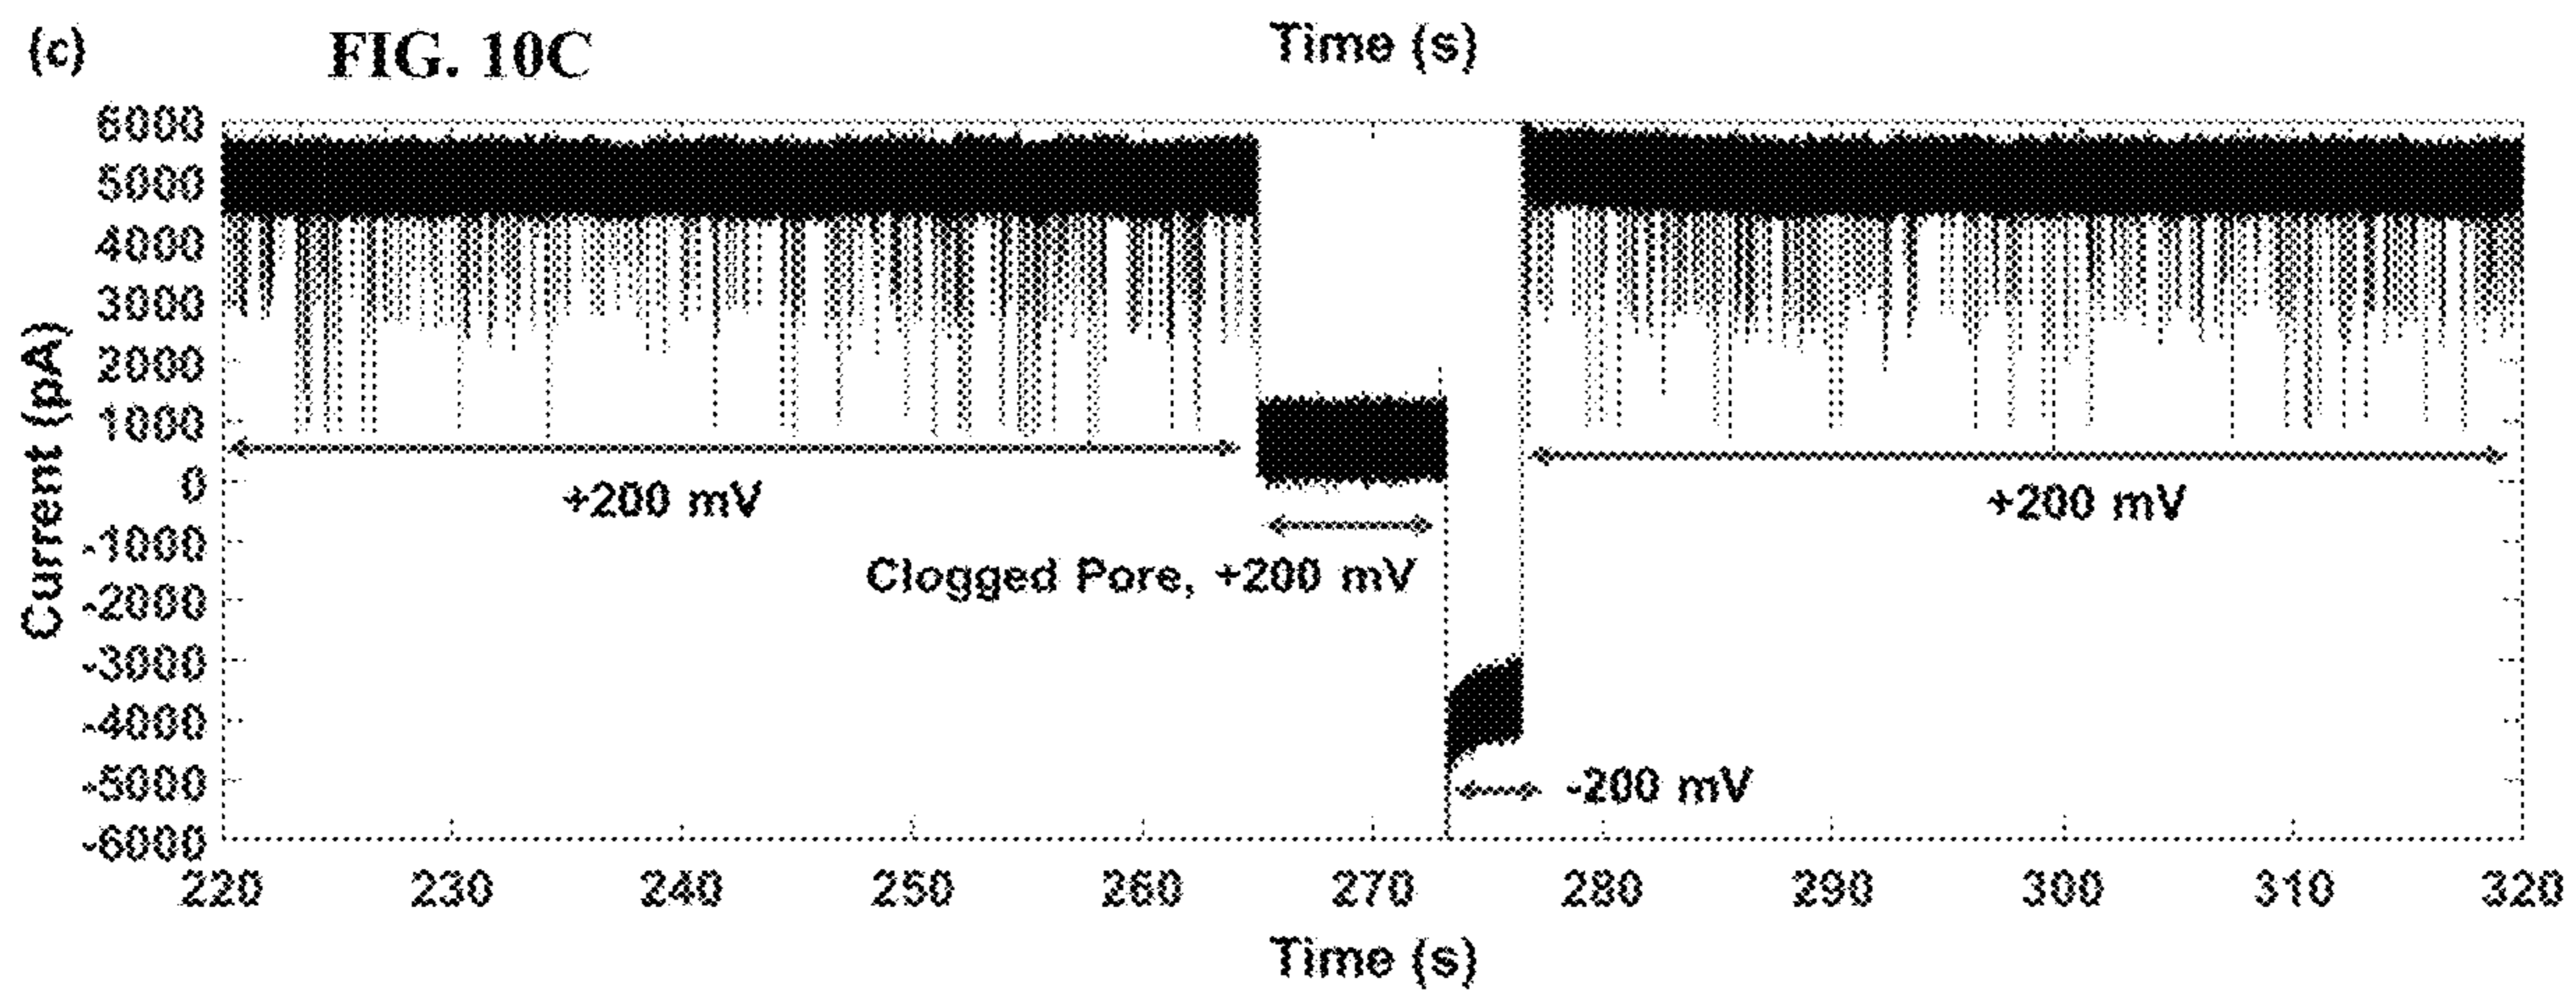 (c) FIG. 10C
Time (s)
6000
5000
4000
3000
2000
1000
0
-1000
-2000
-3000
-4000
-5000
-6000
Current (pA)
+200 mV
Clogged Pore, +200 mV
-200 mV
+200 mV
220 230 240 250 260 270 280 290 300 310 320
Time (s)